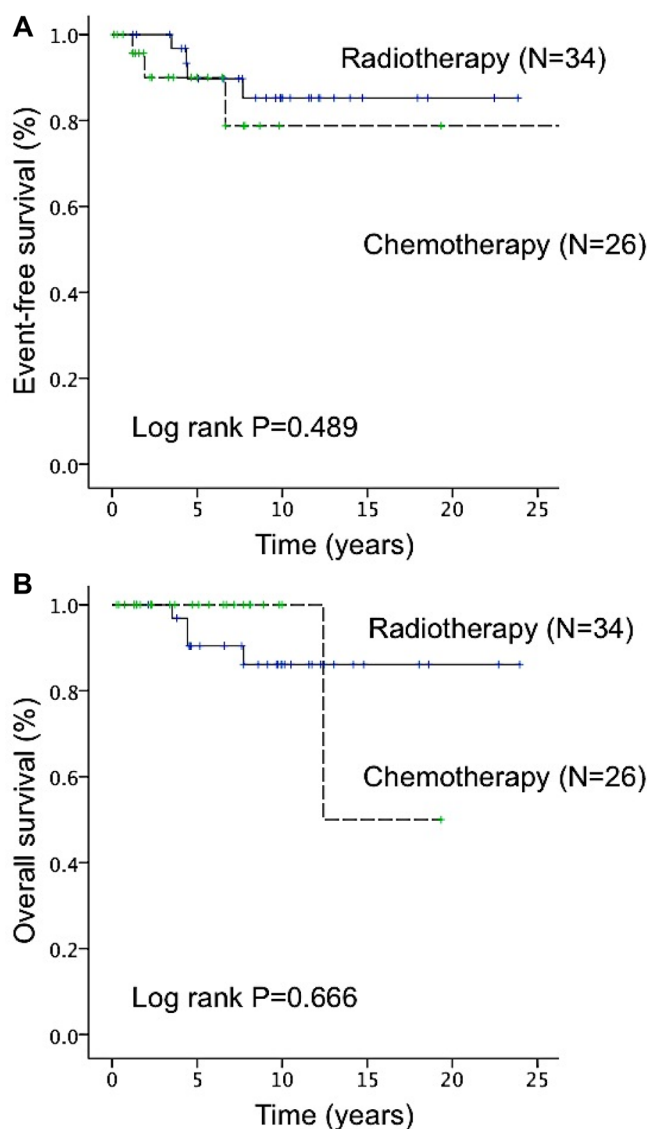 A
Event-free survival (%)
1.0
0.8
0.6
0.4
0.2
0.0
Radiotherapy (N=34)
Chemotherapy (N=26)
Log rank P=0.489
0 5 10 15 20 25
Time (years)
B
Overall survival (%)
1.0
0.8
0.6
0.4
0.2
0.0
Radiotherapy (N=34)
Chemotherapy (N=26)
Log rank P=0.666
0 5 10 15 20 25
Time (years)